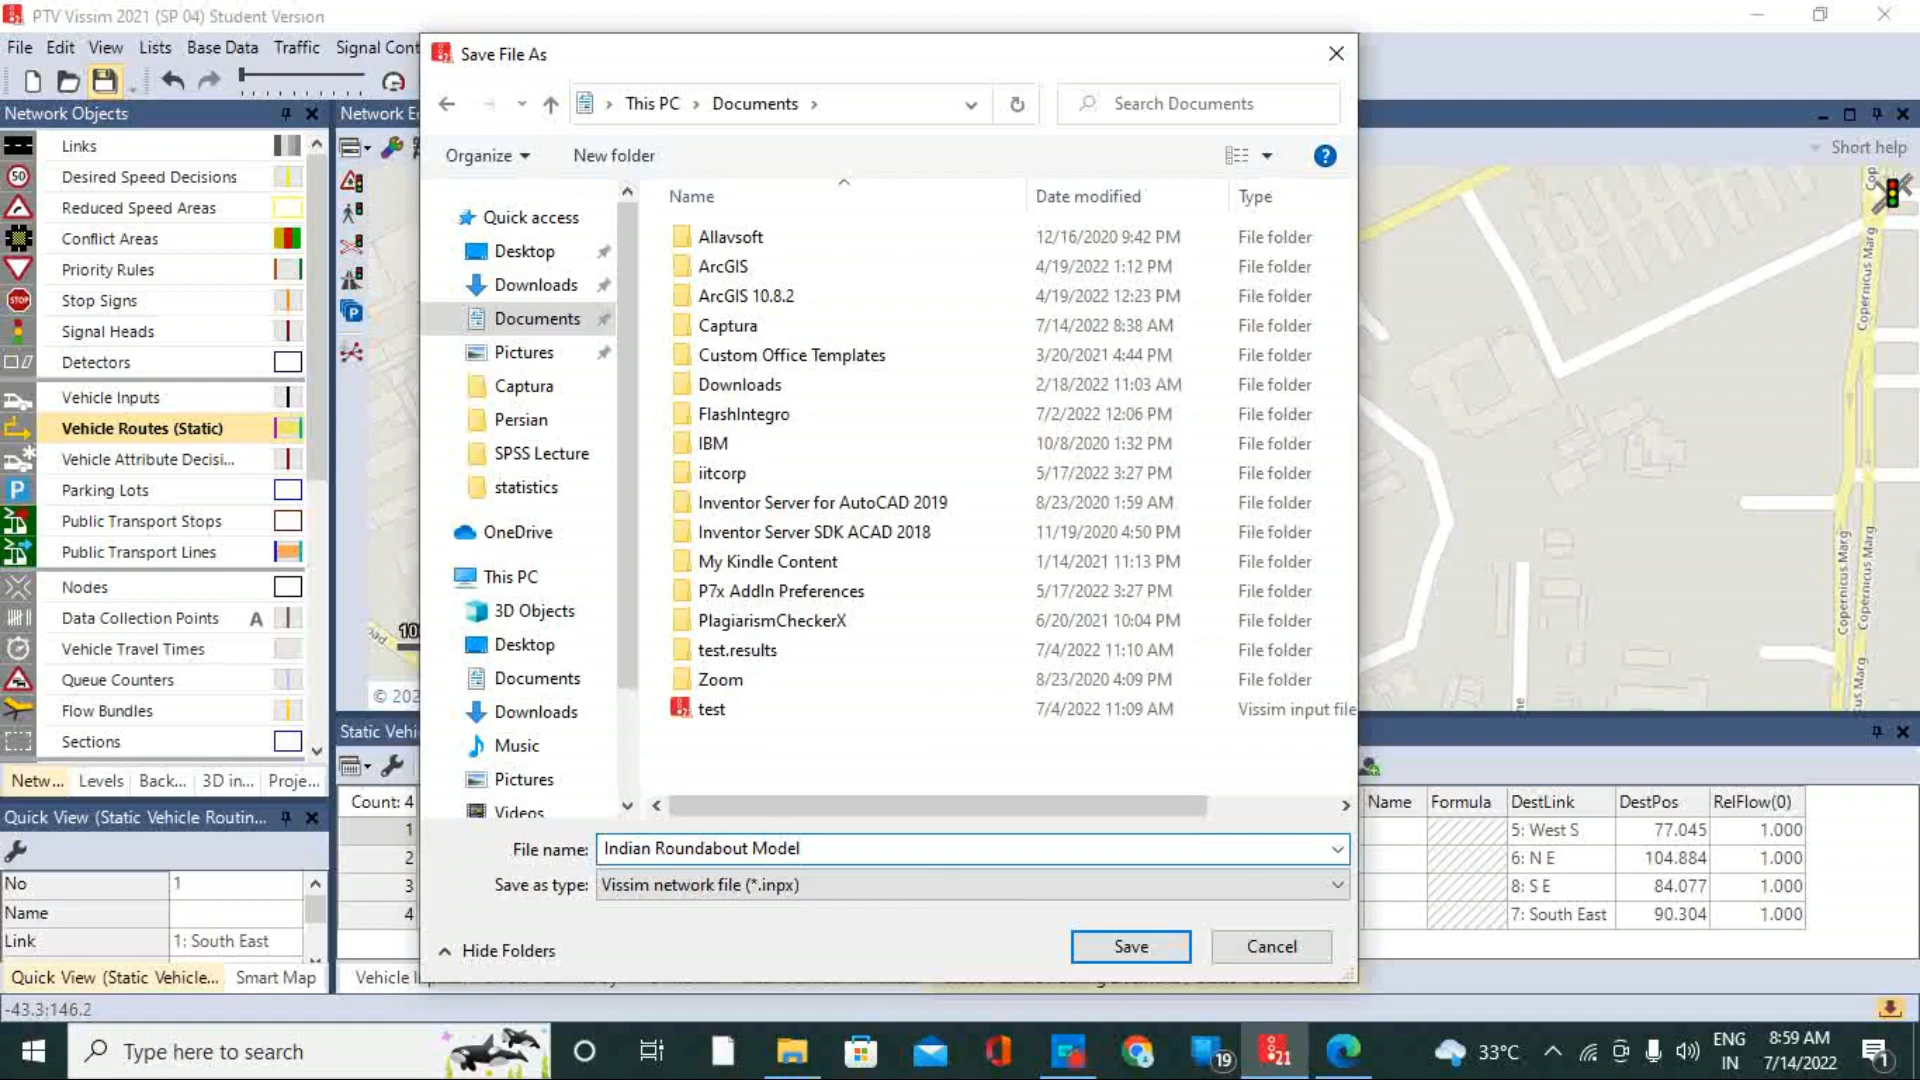 PTV Vissim 2021 (SP 04) Student Version
File Edit View Lists Base Data Traffic Signal Cont
Network Objects
Links
Desired Speed Decisions
Reduced Speed Areas
Conflict Areas
Priority Rules
Stop Signs
Signal Heads
Detectors
Vehicle Inputs
Vehicle Routes (Static)
Vehicle Attribute Decisi...
Parking Lots
Public Transport Stops
Public Transport Lines
Nodes
Data Collection Points A
Vehicle Travel Times
Queue Counters
Flow Bundles
Sections
Netw... Levels Back... 3D in... Proje...
Quick View (Static Vehicle Routin...
No 1
Name
Link 1: South East
Quick View (Static Vehicle... Smart Map
-43.3:146.2
Network E
© 202
Static Vehi
Count: 4
1
2
3
4
Vehicle I
Save File As
This PC › Documents ›
Search Documents
Organize New folder
Quick access
Desktop
Downloads
Documents
Pictures
Captura
Persian
SPSS Lecture
statistics
OneDrive
This PC
3D Objects
Desktop
Documents
Downloads
Music
Pictures
Videos
Name Date modified Type
Allavsoft 12/16/2020 9:42 PM File folder
ArcGIS 4/19/2022 1:12 PM File folder
ArcGIS 10.8.2 4/19/2022 12:23 PM File folder
Captura 7/14/2022 8:38 AM File folder
Custom Office Templates 3/20/2021 4:44 PM File folder
Downloads 2/18/2022 11:03 AM File folder
FlashIntegro 7/2/2022 12:06 PM File folder
IBM 10/8/2020 1:32 PM File folder
iitcorp 5/17/2022 3:27 PM File folder
Inventor Server for AutoCAD 2019 8/23/2020 1:59 AM File folder
Inventor Server SDK ACAD 2018 11/19/2020 4:50 PM File folder
My Kindle Content 1/14/2021 11:13 PM File folder
P7x AddIn Preferences 5/17/2022 3:27 PM File folder
PlagiarismCheckerX 6/20/2021 10:04 PM File folder
test.results 7/4/2022 11:10 AM File folder
Zoom 8/23/2020 4:09 PM File folder
test 7/4/2022 11:09 AM Vissim input file
File name: Indian Roundabout Model
Save as type: Vissim network file (*.inpx)
Hide Folders
Save
Cancel
Short help
Copernicus Marg
Copernicus Marg
Copernicus Marg
Name Formula DestLink DestPos RelFlow(0)
5: West S 77.045 1.000
6: N E 104.884 1.000
8: S E 84.077 1.000
7: South East 90.304 1.000
Type here to search
19
21
33°C
ENG
IN
8:59 AM
7/14/2022
1